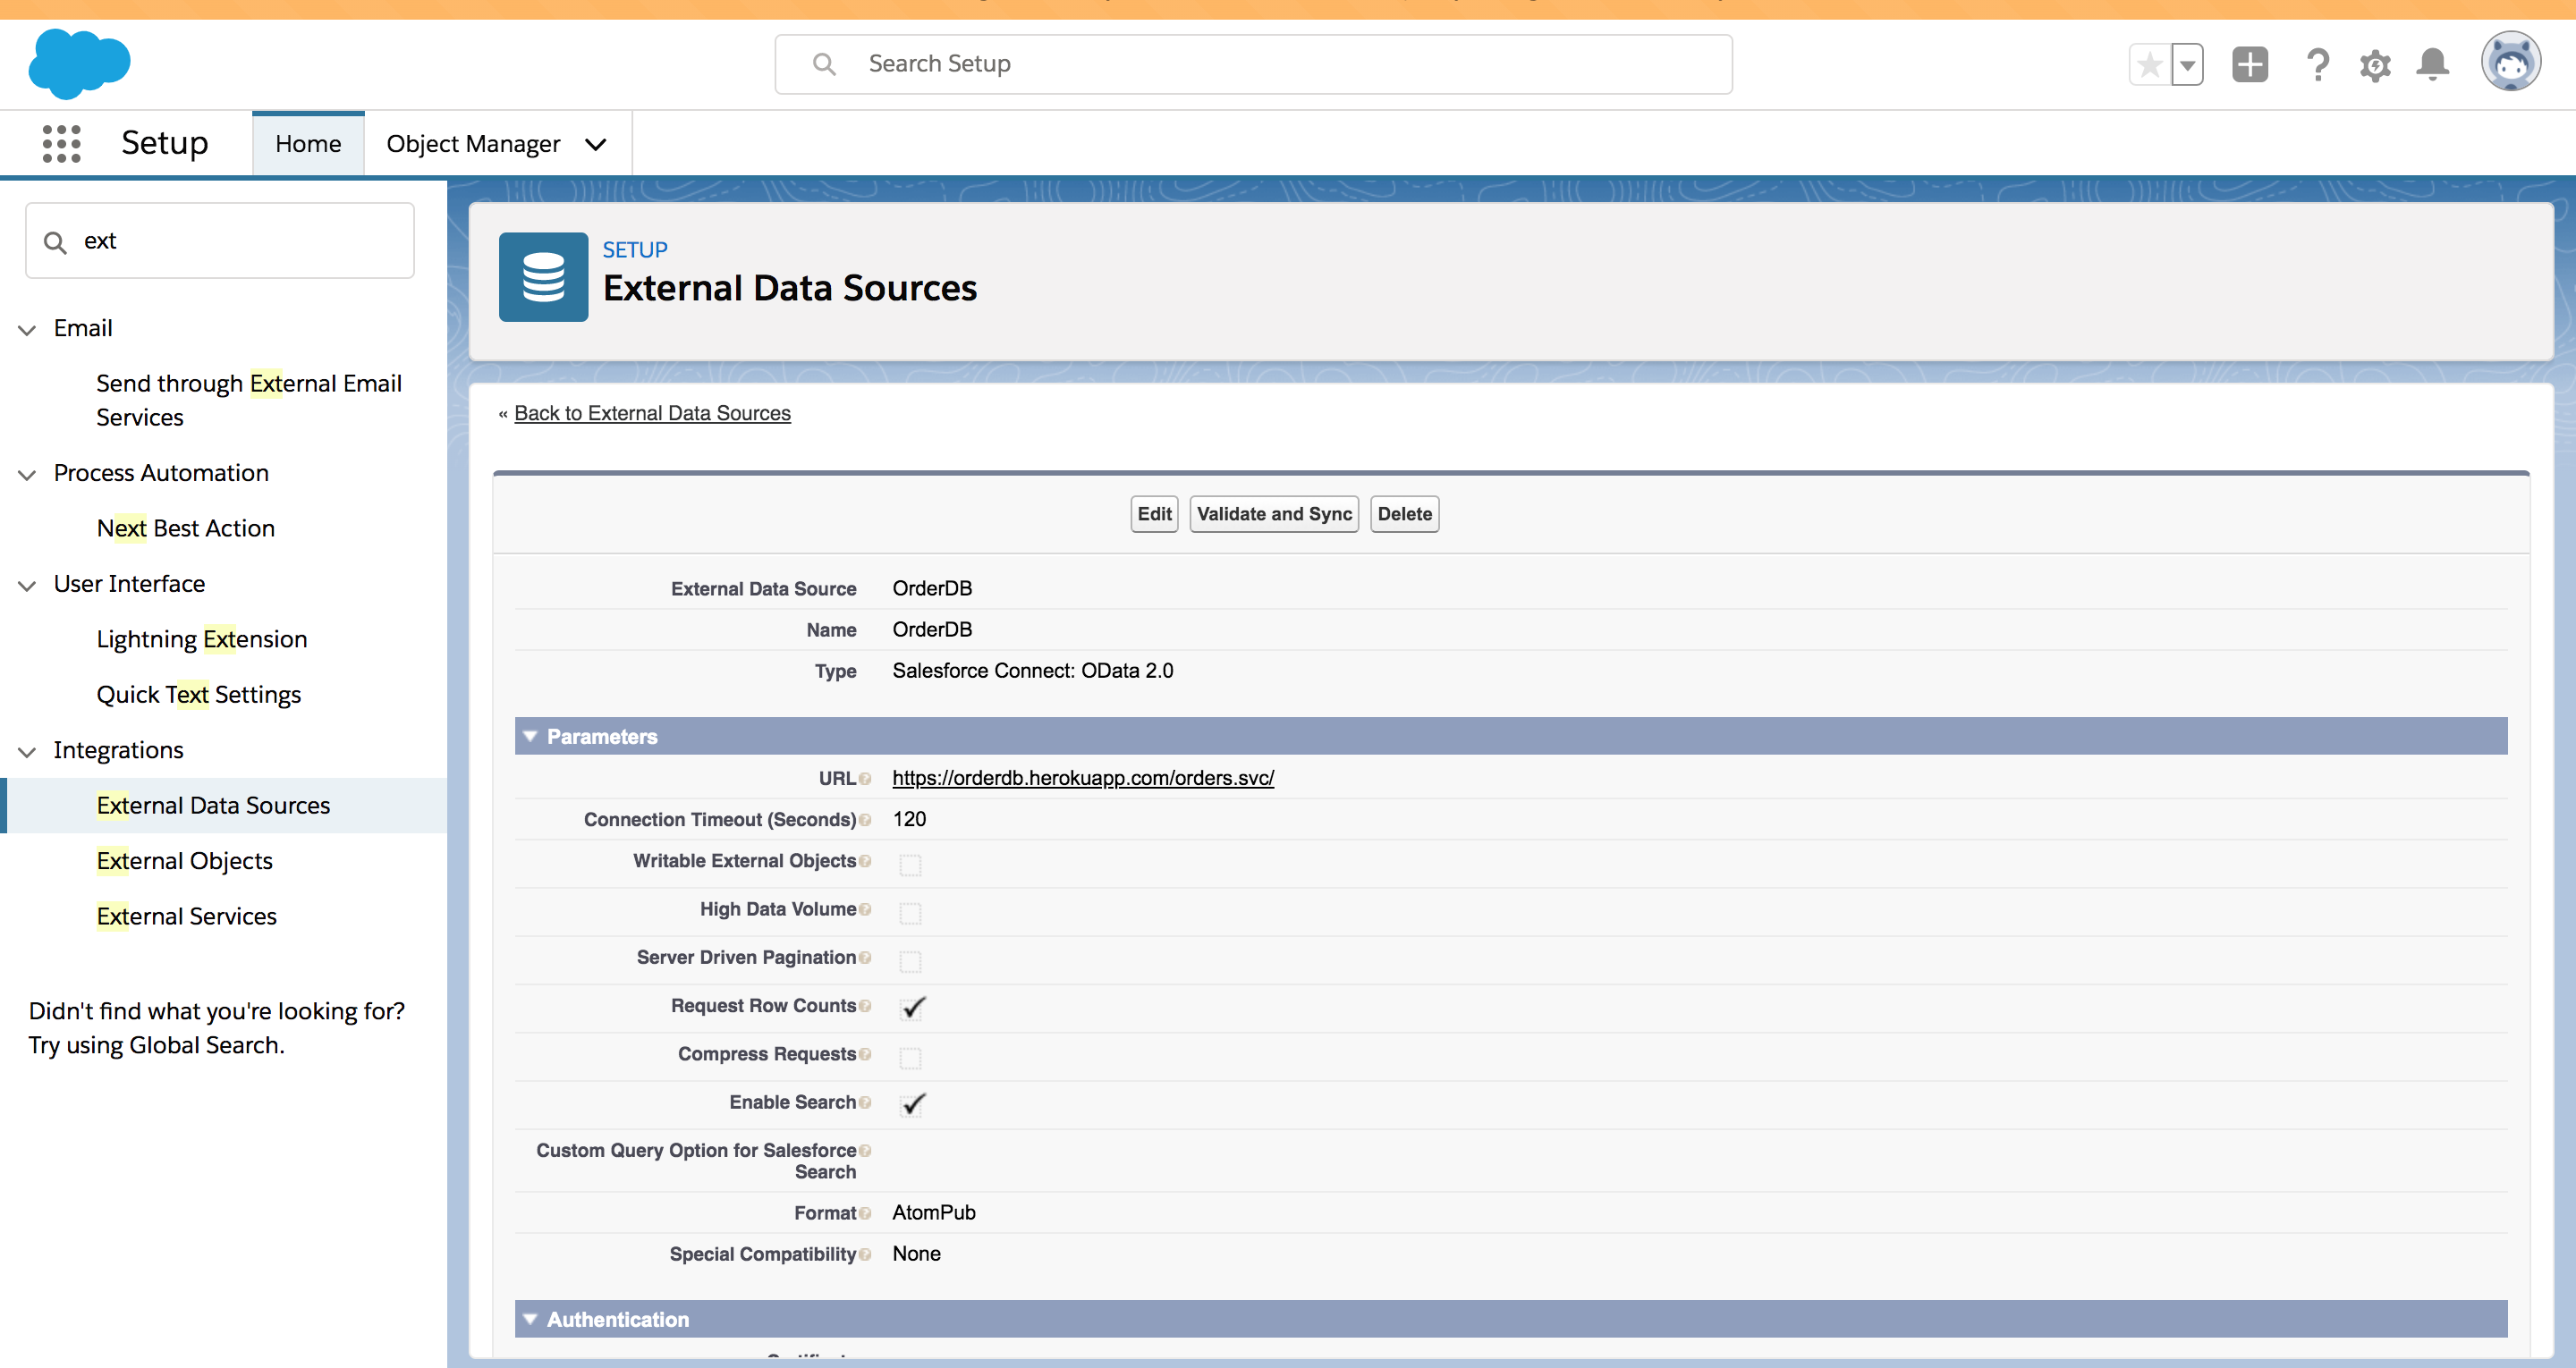 Search Setup
Setup
Home
Object Manager
ext
Email
Send through External Email
Services
Process Automation
Next Best Action
User Interface
Lightning Extension
Quick Text Settings
Integrations
External Data Sources
External Objects
External Services
Didn't find what you're looking for?
Try using Global Search.
SETUP
External Data Sources
« Back to External Data Sources
Edit Validate and Sync Delete
External Data Source OrderDB
Name OrderDB
Type Salesforce Connect: OData 2.0
Parameters
URL https://orderdb.herokuapp.com/orders.svc/
Connection Timeout (Seconds) 120
Writable External Objects
High Data Volume
Server Driven Pagination
Request Row Counts
Compress Requests
Enable Search
Custom Query Option for Salesforce
Search
Format AtomPub
Special Compatibility None
Authentication